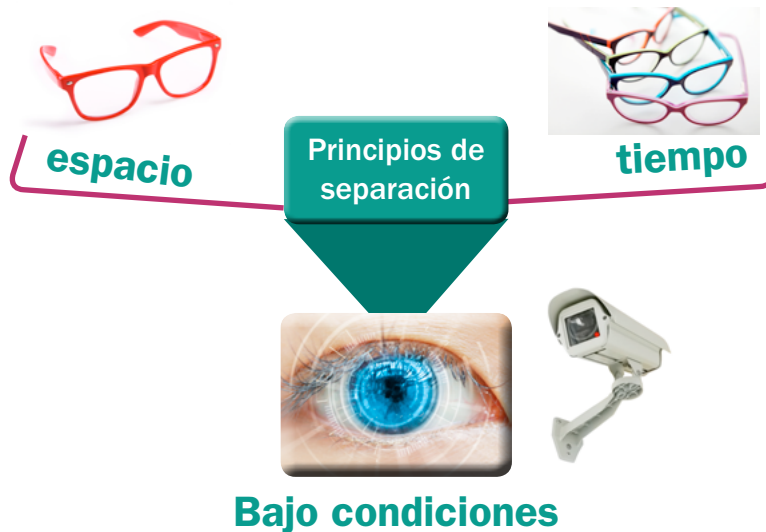 espacio
Principios de
separación
tiempo
Bajo condiciones